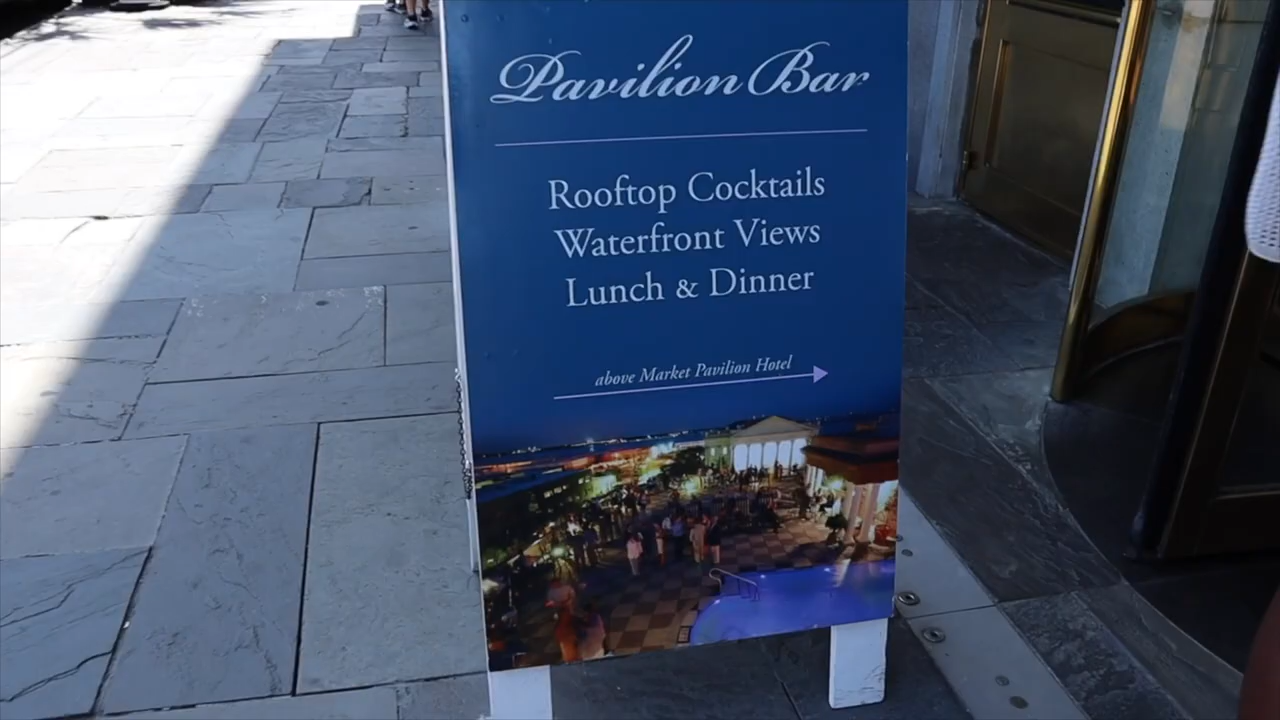 Pavilion Bar
Rooftop Cocktails
Waterfront Views
Lunch & Dinner
above Market Pavilion Hotel